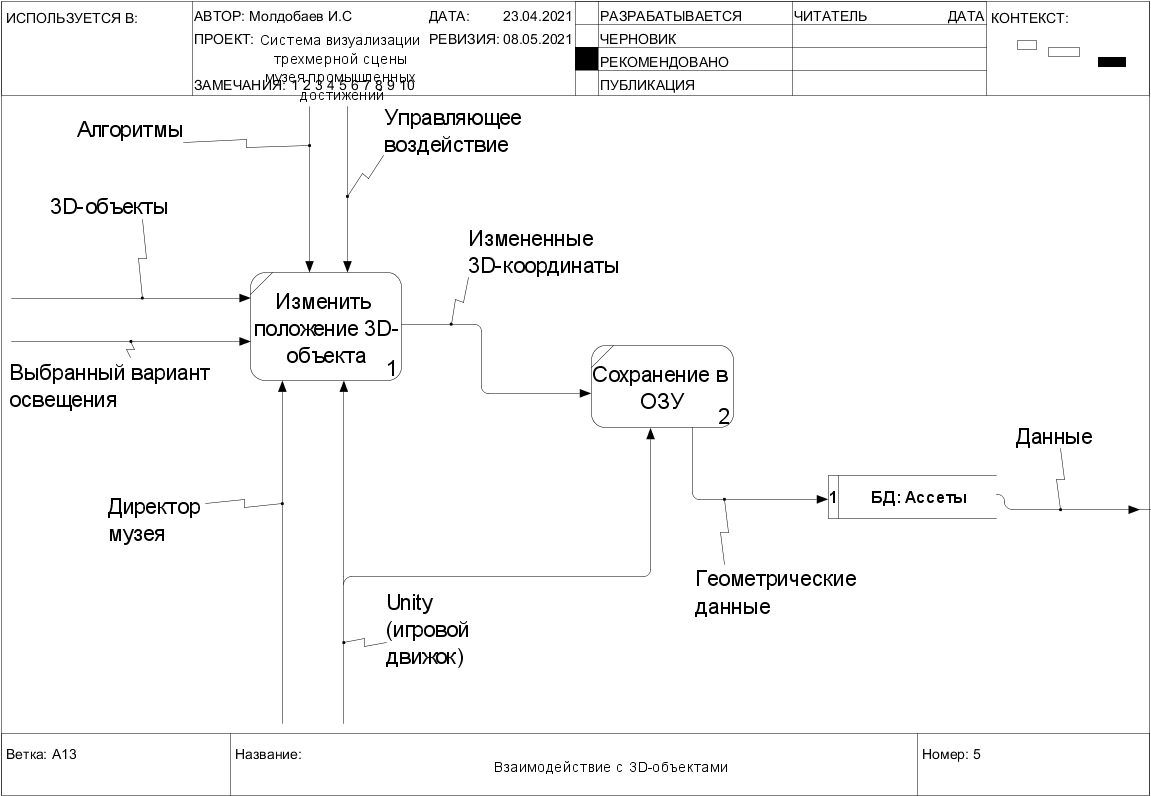 ИСПОЛЬЗУЕТСЯ В:
АВТОР: Молдобаев И.С
ДАТА: 23.04.2021
ПРОЕКТ: Система визуализации
трехмерной сцены
музея промышленных
достижений
РЕВИЗИЯ: 08.05.2021
ЗАМЕЧАНИЯ: 1 2 3 4 5 6 7 8 9 10
РАЗРАБАТЫВАЕТСЯ
ЧЕРНОВИК
РЕКОМЕНДОВАНО
ПУБЛИКАЦИЯ
ЧИТАТЕЛЬ ДАТА
КОНТЕКСТ:
Алгоритмы
Управляющее
воздействие
3D-объекты
Измененные
3D-координаты
Изменить
положение 3D-
объекта
1
Выбранный вариант
освещения
Сохранение в
ОЗУ
2
Данные
1 БД: Ассеты
Директор
музея
Геометрические
данные
Unity
(игровой
движок)
Ветка: A13
Название:
Взаимодействие с 3D-объектами
Номер: 5